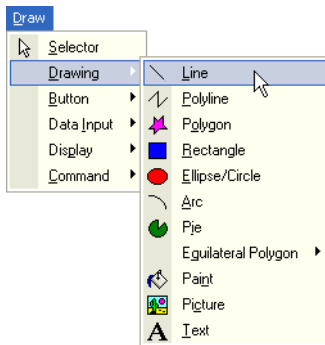 Draw
Selector
Drawing
Button
Data Input
Display
Command
Line
Polyline
Polygon
Rectangle
Ellipse/Circle
Arc
Pie
Equilateral Polygon
Paint
Picture
A Text